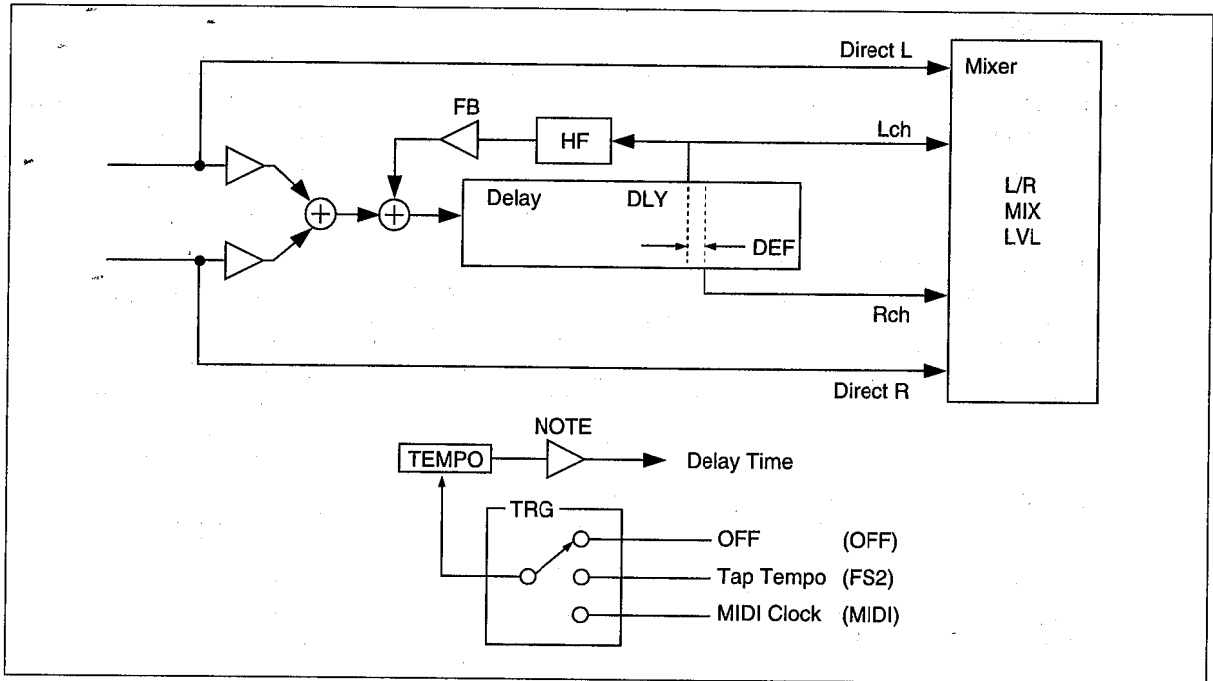 Direct L
Mixer
FB
HF
Lch
Delay
DLY
DEF
L/R
MIX
LVL
Rch
Direct R
NOTE
TEMPO
Delay Time
TRG
OFF (OFF)
Tap Tempo (FS2)
MIDI Clock (MIDI)